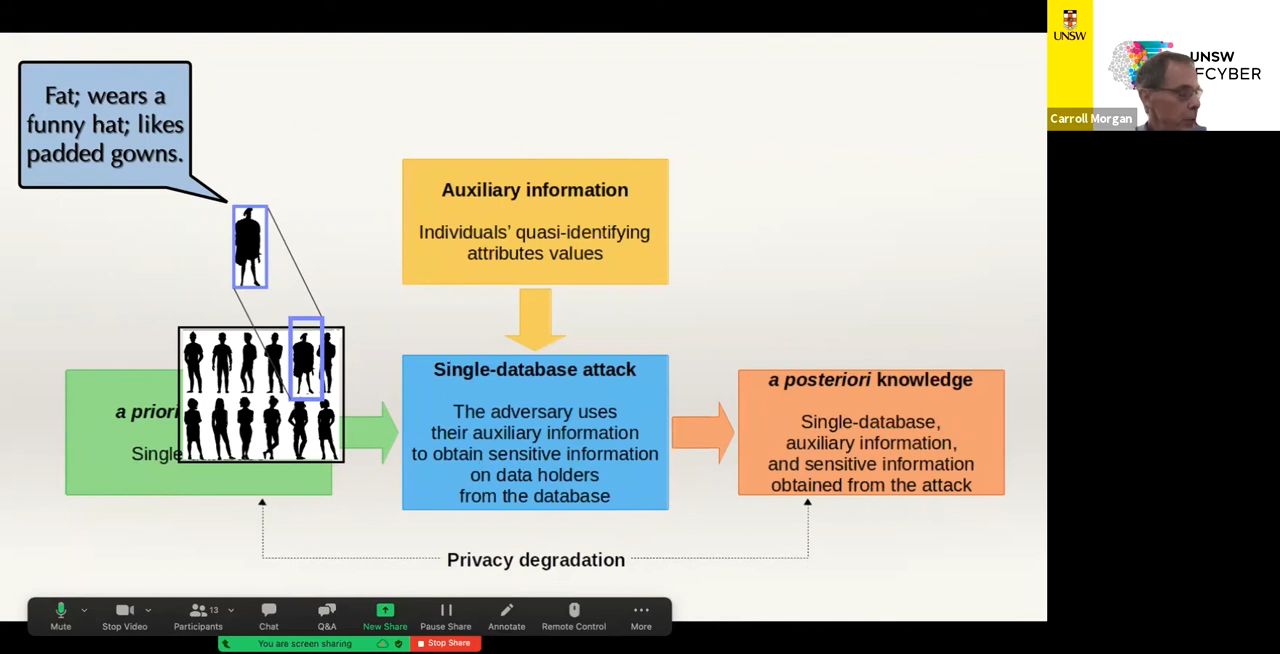 Fat; wears a
funny hat; likes
padded gowns.
Auxiliary information
Individuals' quasi-identifying
attributes values
a priori
Single
Single-database attack
The adversary uses
their auxiliary information
to obtain sensitive information
on data holders
from the database
a posteriori knowledge
Single-database,
auxiliary information,
and sensitive information
obtained from the attack
Privacy degradation
UNSW
UNSW
FCYBER
Carroll Morgan
Mute
Stop Video
13
Participants
Chat
Q&A
New Share
Pause Share
Annotate
Remote Control
More
You are screen sharing
Stop Share